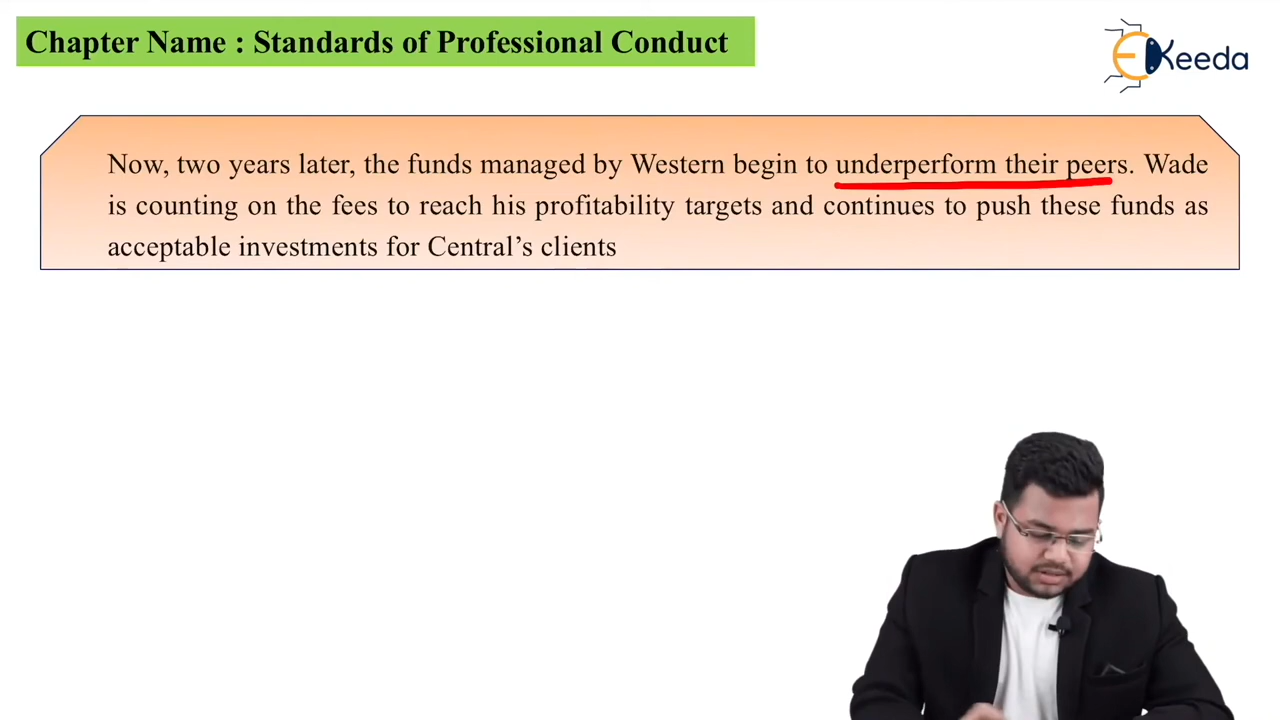 Chapter Name : Standards of Professional Conduct
EKeeda
Now, two years later, the funds managed by Western begin to underperform their peers. Wade
is counting on the fees to reach his profitability targets and continues to push these funds as
acceptable investments for Central’s clients